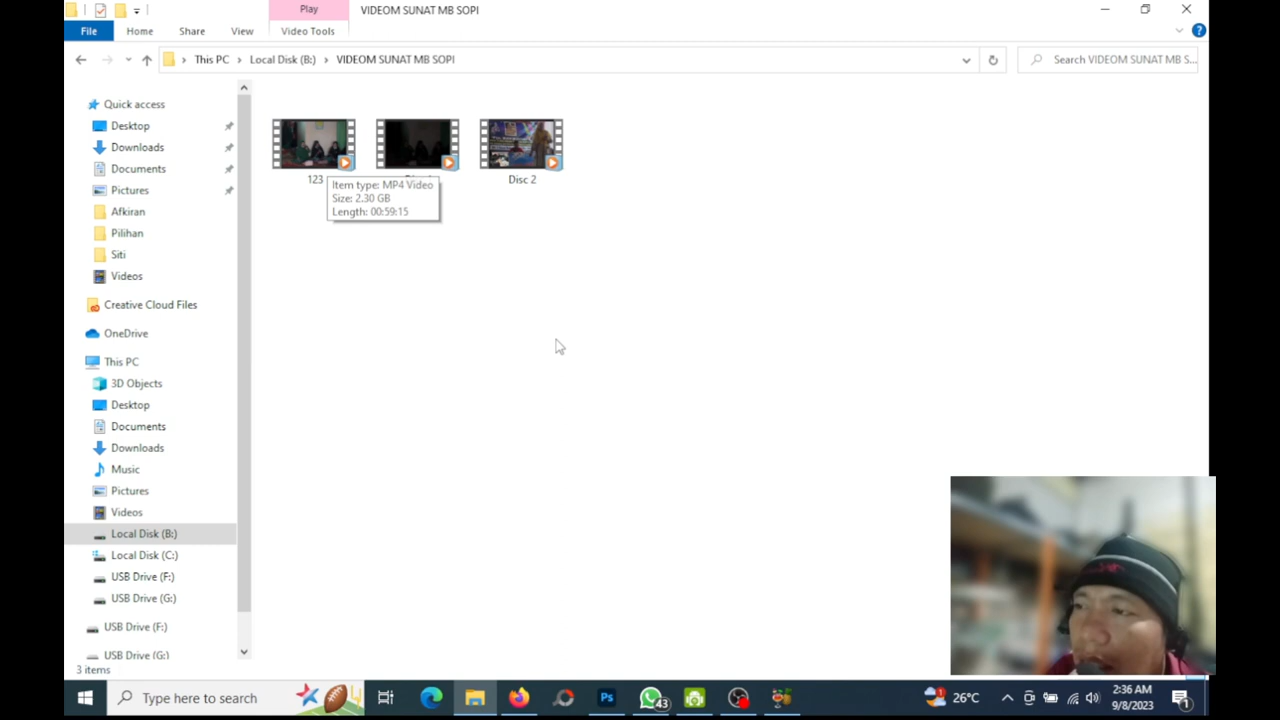 Play
VIDEOM SUNAT MB SOPI
File
Home
Share
View
Video Tools
This PC
Local Disk (B:)
VIDEOM SUNAT MB SOPI
Search VIDEOM SUNAT MB S...
Quick access
Desktop
Downloads
Documents
Pictures
Afkiran
Pilihan
Siti
Videos
Creative Cloud Files
OneDrive
This PC
3D Objects
Desktop
Documents
Downloads
Music
Pictures
Videos
Local Disk (B:)
Local Disk (C:)
USB Drive (F:)
USB Drive (G:)
USB Drive (F:)
USB Drive (G:)
123
Disc 2
Item type: MP4 Video
Size: 2.30 GB
Length: 00:59:15
3 items
Type here to search
Ps
43
26°C
2:36 AM
9/8/2023
1